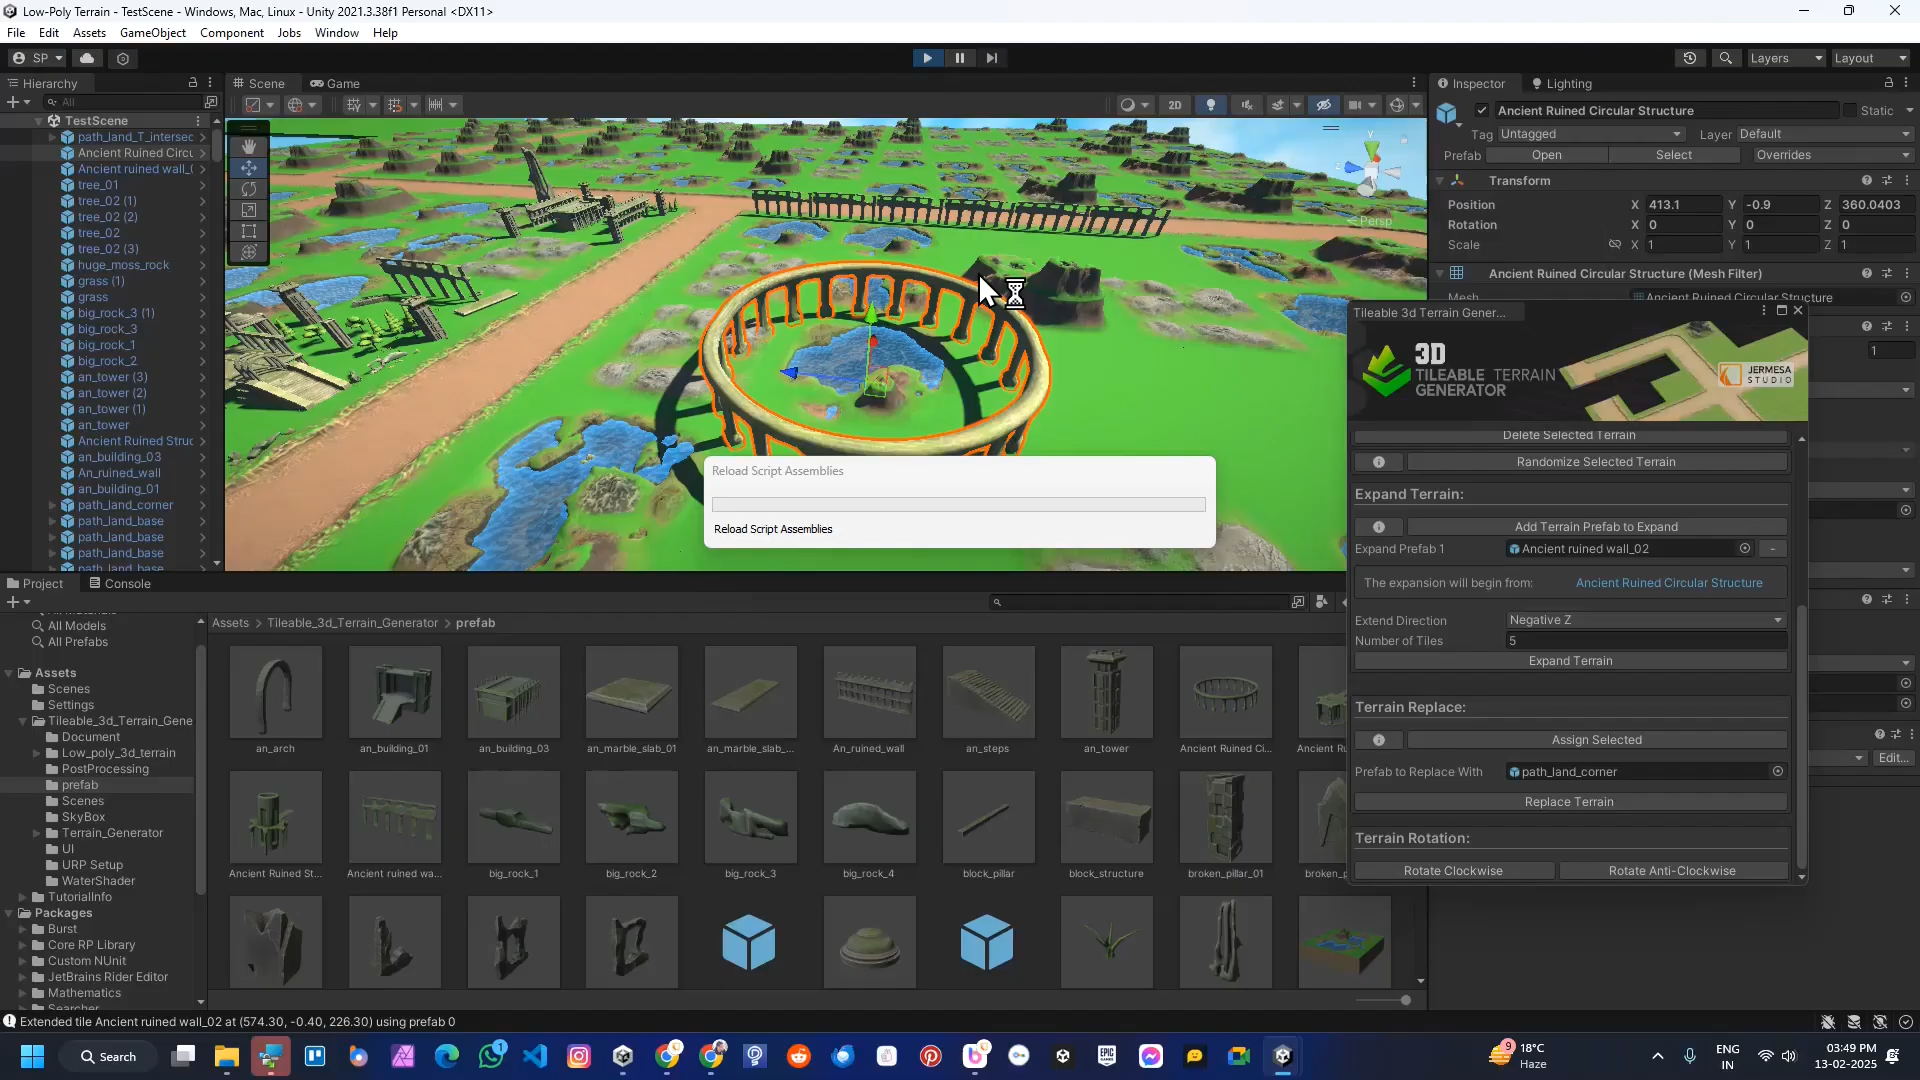 Low-Poly Terrain - TestScene - Windows, Mac, Linux - Unity 2021.3.38f1 Personal <DX11>
File Edit Assets GameObject Component Jobs Window Help
SP
Layers Layout
Hierarchy
Scene Game
Inspector Lighting
All
2D
TestScene
path_land_T_intersec
Ancient Ruined Circu
Ancient ruined wall_(
tree_01
tree_02 (1)
tree_02 (2)
tree_02
tree_02 (3)
huge_moss_rock
grass (1)
grass
big_rock_3 (1)
big_rock_3
big_rock_1
big_rock_2
an_tower (3)
an_tower (2)
an_tower (1)
an_tower
Ancient Ruined Struc
an_building_03
An_ruined_wall
an_building_01
path_land_corner
path_land_base
path_land_base
path_land_base
path_land_base
y
Persp
Reload Script Assemblies
Reload Script Assemblies
Ancient Ruined Circular Structure Static
Tag Untagged Layer Default
Prefab Open Select Overrides
Transform
Position X 413.1 Y -0.9 Z 360.0403
Rotation X 0 Y 0 Z 0
Scale X 1 Y 1 Z 1
Ancient Ruined Circular Structure (Mesh Filter)
Mesh Ancient Ruined Circular Structure
1
Edit...
Tileable 3d Terrain Gener...
3D
TILEABLE TERRAIN
GENERATOR
JERMESA
STUDIO
Delete Selected Terrain
Randomize Selected Terrain
Expand Terrain:
Add Terrain Prefab to Expand
Expand Prefab 1 Ancient ruined wall_02 -
The expansion will begin from: Ancient Ruined Circular Structure
Extend Direction Negative Z
Number of Tiles 5
Expand Terrain
Terrain Replace:
Assign Selected
Prefab to Replace With path_land_corner
Replace Terrain
Terrain Rotation:
Rotate Clockwise Rotate Anti-Clockwise
Project Console
All Models
All Prefabs
Assets
Scenes
Settings
Tileable_3d_Terrain_Gene
Document
Low_poly_3d_terrain
PostProcessing
prefab
Scenes
SkyBox
Terrain_Generator
UI
URP Setup
WaterShader
TutorialInfo
Packages
Burst
Core RP Library
Custom NUnit
JetBrains Rider Editor
Mathematics
Searcher
Assets > Tileable_3d_Terrain_Generator > prefab
an_arch an_building_01 an_building_03 an_marble_slab_01 an_marble_slab_... An_ruined_wall an_steps an_tower Ancient Ruined Ci... Ancient Ru
Ancient Ruined St... Ancient ruined wa... big_rock_1 big_rock_2 big_rock_3 big_rock_4 block_pillar block_structure broken_pillar_01 broken_p
Extended tile Ancient ruined wall_02 at (574.30, -0.40, 226.30) using prefab 0
Search
1
9
18°C
Haze
ENG
IN
03:49 PM
13-02-2025